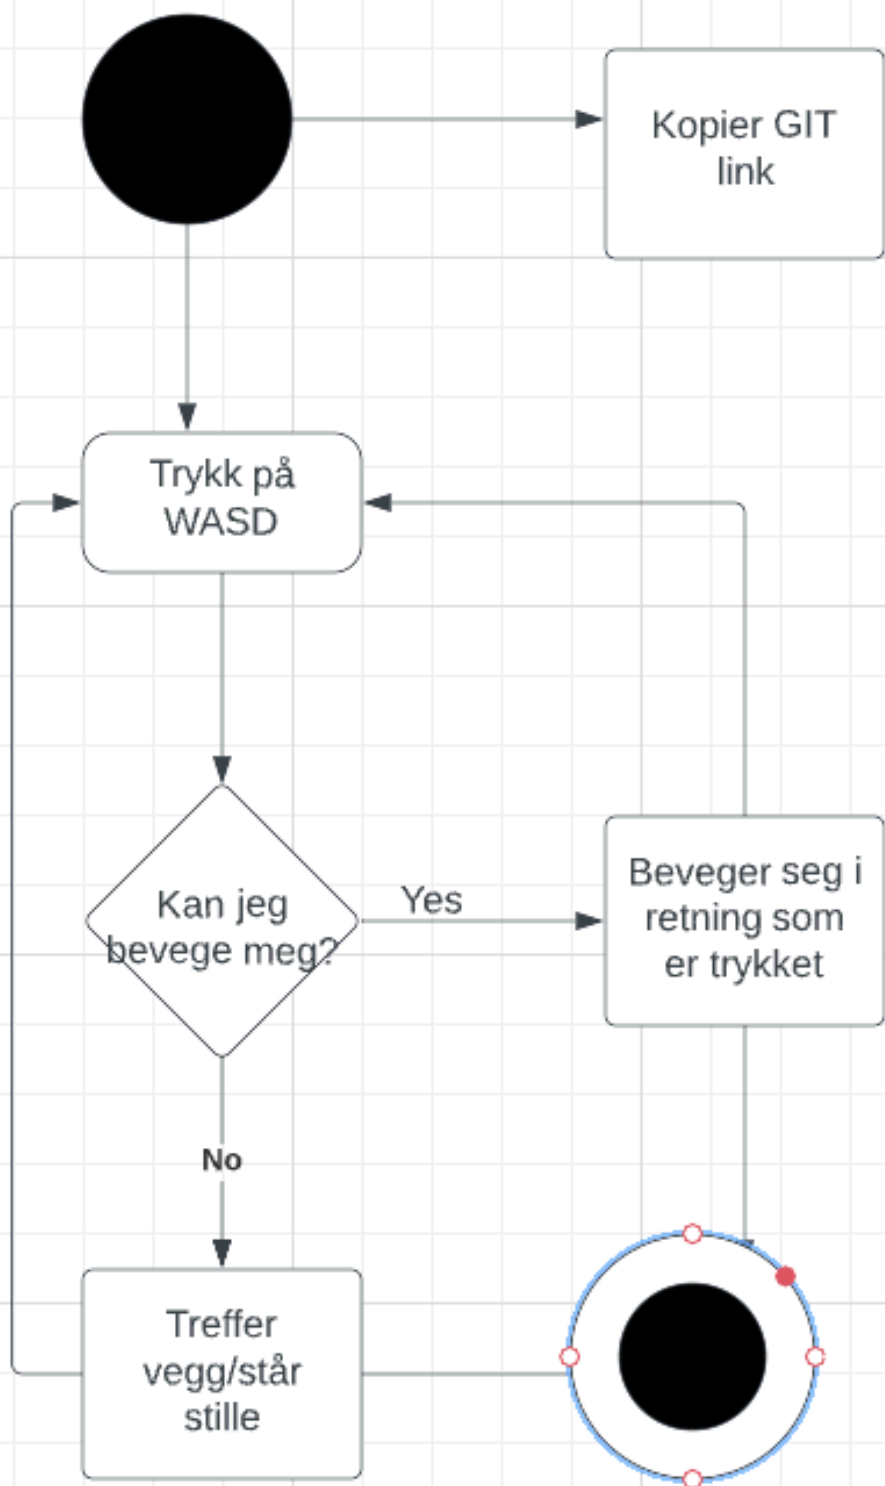 Kopier GIT
link
Trykk på
WASD
Kan jeg
bevege meg?
Yes
Beveger seg i
retning som
er trykket
No
Treffer
vegg/står
stille